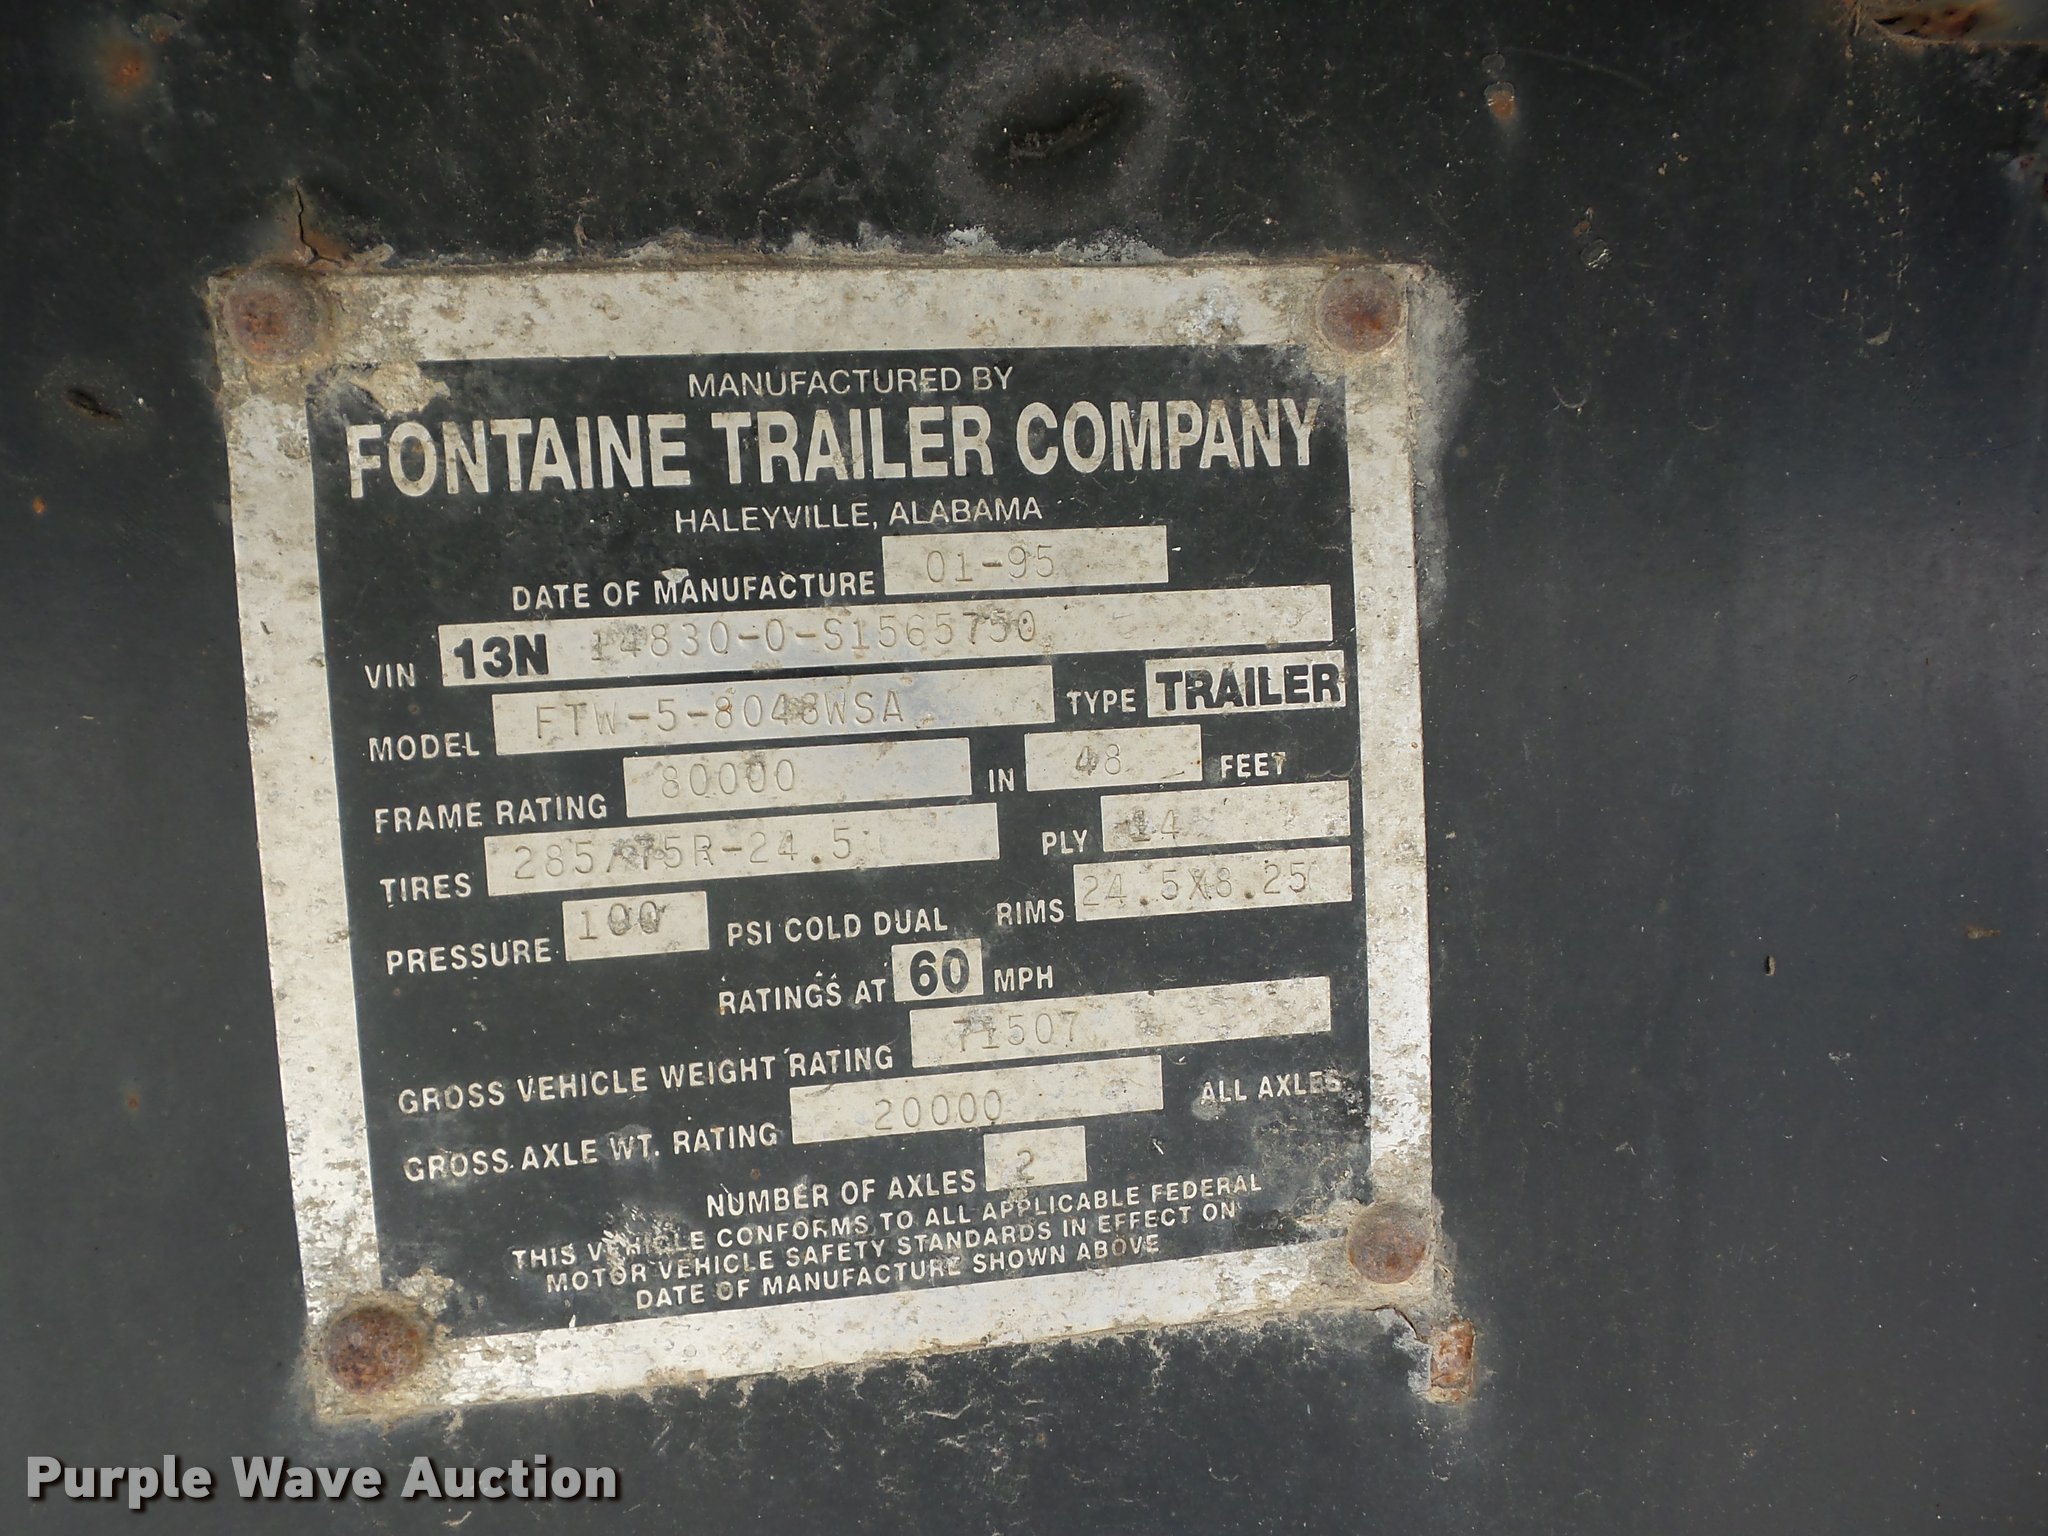 MANUFACTURED BY
FONTAINE TRAILER COMPANY
HALEYVILLE, ALABAMA
DATE OF MANUFACTURE 01-95
VIN 13N 14830-0-S1565750
MODEL FTW-5-8048WSA TYPE TRAILER
FRAME RATING 80000 IN 48 FEET
TIRES 285/75R-24.5 PLY 14
PRESSURE 100 PSI COLD DUAL RIMS 24.5X8.25
RATINGS AT 60 MPH
GROSS VEHICLE WEIGHT RATING 71507
GROSS AXLE WT. RATING 20000 ALL AXLES
NUMBER OF AXLES 2
THIS VEHICLE CONFORMS TO ALL APPLICABLE FEDERAL
MOTOR VEHICLE SAFETY STANDARDS IN EFFECT ON
DATE OF MANUFACTURE SHOWN ABOVE
Purple Wave Auction